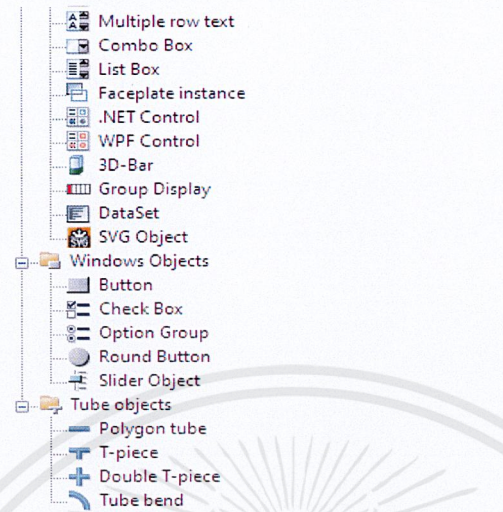 Multiple row text
Combo Box
List Box
Faceplate instance
.NET Control
WPF Control
3D-Bar
Group Display
DataSet
SVG Object
Windows Objects
Button
Check Box
Option Group
Round Button
Slider Object
Tube objects
Polygon tube
T-piece
Double T-piece
Tube bend